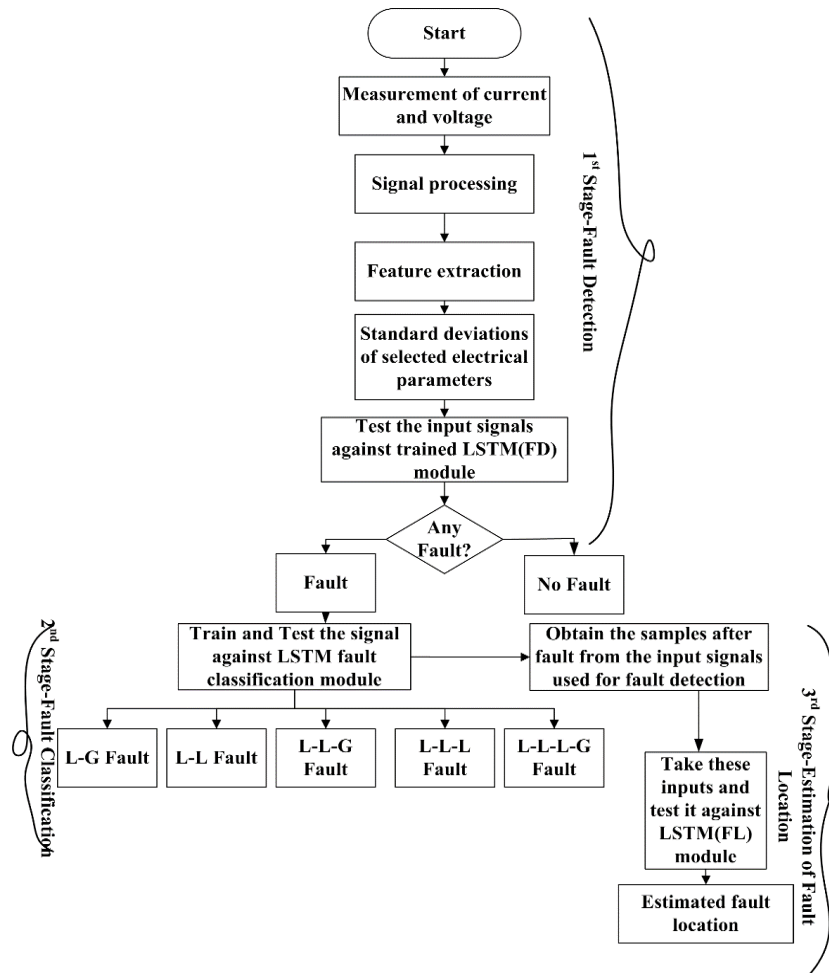 Start
Measurement of current
and voltage
Signal processing
Feature extraction
Standard deviations
of selected electrical
parameters
Test the input signals
against trained LSTM(FD)
module
Any
Fault?
Fault
No Fault
1st Stage-Fault Detection
Train and Test the signal
against LSTM fault
classification module
L-G Fault
L-L Fault
L-L-G
Fault
L-L-L
Fault
L-L-L-G
Fault
2nd Stage-Fault Classification
Obtain the samples after
fault from the input signals
used for fault detection
Take these
inputs and
test it against
LSTM(FL)
module
Estimated fault
location
3rd Stage-Estimation of Fault
Location